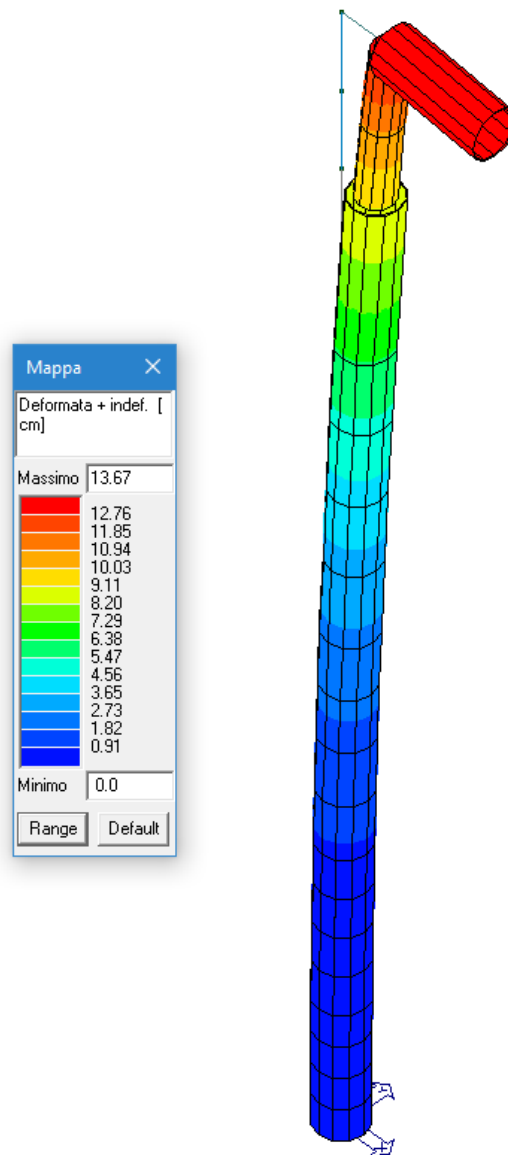 Mappa
Deformata + indef. [
cm]
Massimo 13.67
12.76
11.85
10.94
10.03
9.11
8.20
7.29
6.38
5.47
4.56
3.65
2.73
1.82
0.91
Minimo 0.0
Range Default